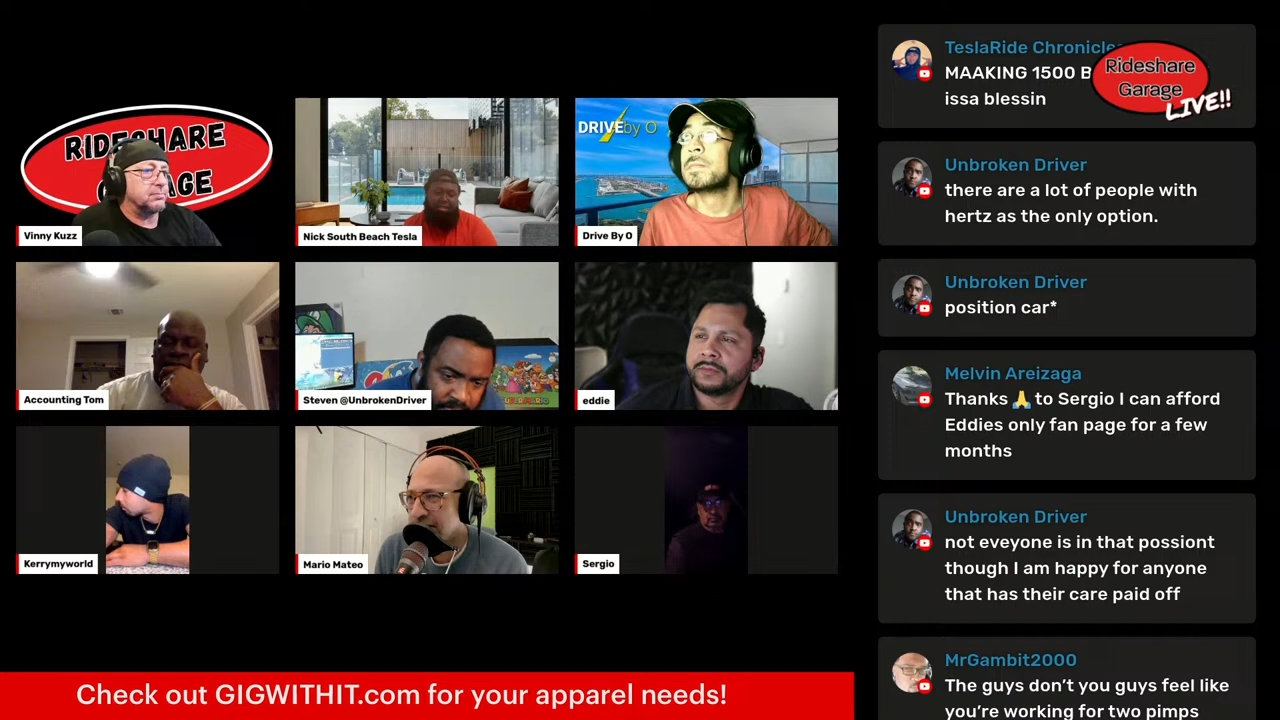 RIDESHARE
GARAGE
Vinny Kuzz
Nick South Beach Tesla
DRIVE by O
Drive By O
Accounting Tom
Steven @UnbrokenDriver
eddie
Kerrymyworld
Mario Mateo
Sergio
TeslaRide Chronicle
MAAKING 1500 B
issa blessin
Rideshare
Garage
LIVE!!
Unbroken Driver
there are a lot of people with
hertz as the only option.
Unbroken Driver
position car*
Melvin Areizaga
Thanks 🙏 to Sergio I can afford
Eddies only fan page for a few
months
Unbroken Driver
not eveyone is in that possiont
though I am happy for anyone
that has their care paid off
MrGambit2000
The guys don’t you guys feel like
you’re working for two pimps
Check out GIGWITHIT.com for your apparel needs!